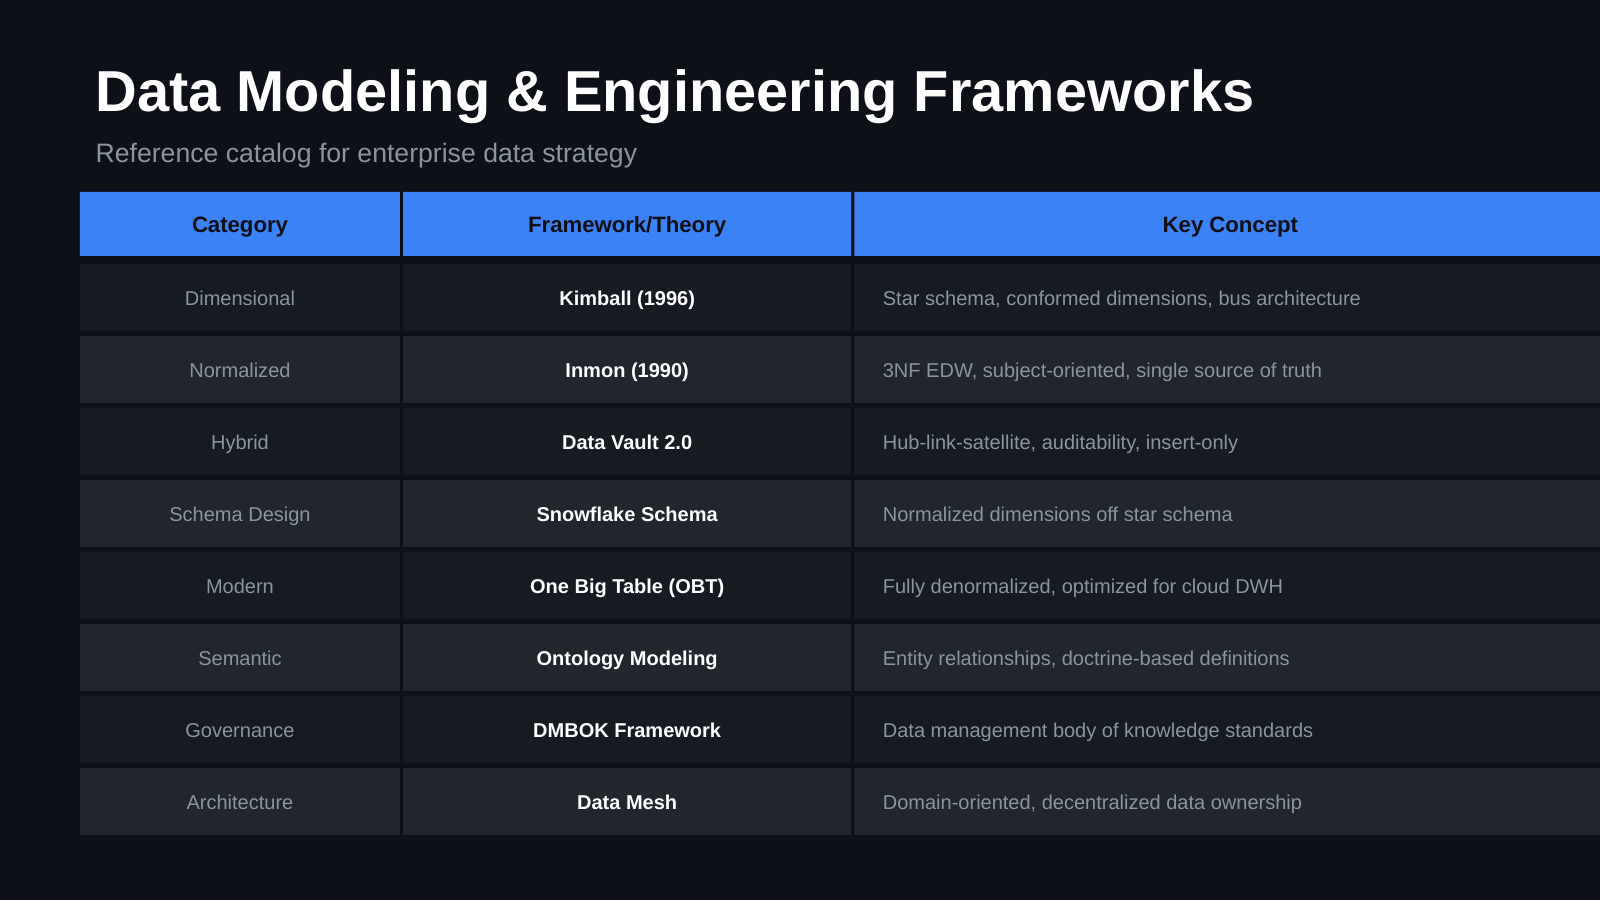 Data Modeling & Engineering Frameworks
Reference catalog for enterprise data strategy
Category Framework/Theory Key Concept
Dimensional Kimball (1996) Star schema, conformed dimensions, bus architecture
Normalized Inmon (1990) 3NF EDW, subject-oriented, single source of truth
Hybrid Data Vault 2.0 Hub-link-satellite, auditability, insert-only
Schema Design Snowflake Schema Normalized dimensions off star schema
Modern One Big Table (OBT) Fully denormalized, optimized for cloud DWH
Semantic Ontology Modeling Entity relationships, doctrine-based definitions
Governance DMBOK Framework Data management body of knowledge standards
Architecture Data Mesh Domain-oriented, decentralized data ownership